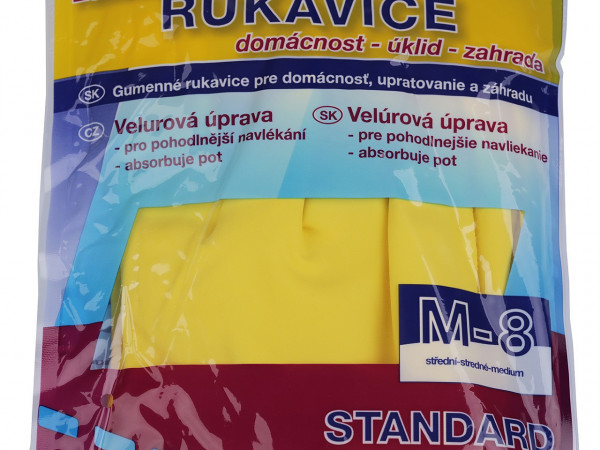 RUKAVICE
domácnost - úklid - zahrada
SK Gumenné rukavice pre domácnosť, upratovanie a záhradu
CZ Velurová úprava
- pro pohodlnější navlékání
- absorbuje pot
SK Velúrová úprava
- pre pohodlnejšie navliekanie
- absorbuje pot
M-8
střední-stredné-medium
STANDARD